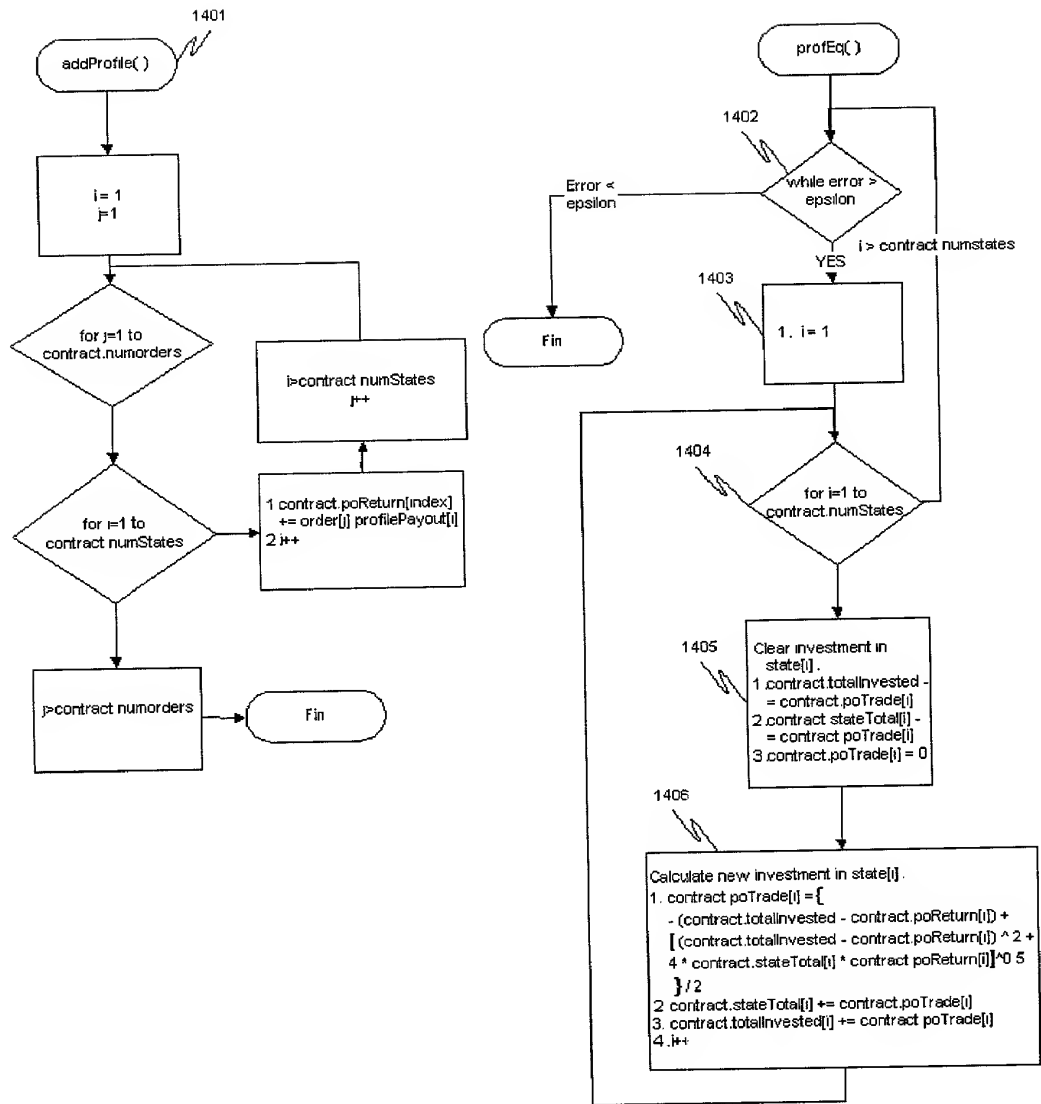 1401
addProfile( )
i = 1
j=1
for j=1 to
contract.numorders
i>contract numStates
j++
for i=1 to
contract numStates
1 contract.poReturn[index]
+= order[j] profilePayout[i]
2 i++
j>contract numorders
Fin
profEq( )
1402
while error >
epsilon
Error <
epsilon
YES
i > contract numstates
Fin
1403
1. i = 1
1404
for i=1 to
contract.numStates
1405
Clear investment in
state[i] .
1.contract.totalInvested -
= contract.poTrade[i]
2.contract stateTotal[i] -
= contract poTrade[i]
3.contract.poTrade[i] = 0
1406
Calculate new investment in state[i] .
1. contract poTrade[i] = {
- (contract.totalInvested - contract.poReturn[i]) +
[ (contract.totalInvested - contract.poReturn[i]) ^ 2 +
4 * contract.stateTotal[i] * contract poReturn[i]]^0 5
} / 2
2 contract.stateTotal[i] += contract.poTrade[i]
3. contract.totalInvested[i] += contract poTrade[i]
4.i++